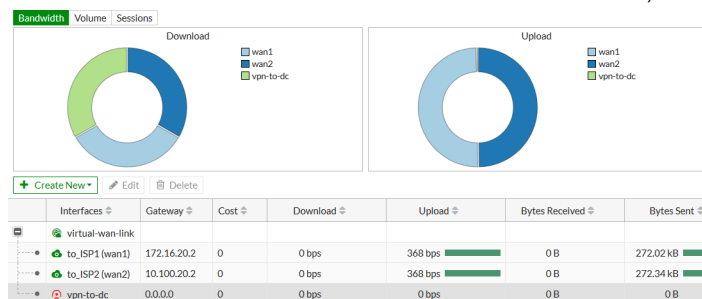 Bandwidth Volume Sessions
Download
wan1
wan2
vpn-to-dc
Upload
wan1
wan2
vpn-to-dc
+ Create New Edit Delete
Interfaces Gateway Cost Download Upload Bytes Received Bytes Sent
virtual-wan-link
to_ISP1 (wan1) 172.16.20.2 0 0 bps 368 bps 0 B 272.02 kB
to_ISP2 (wan2) 10.100.20.2 0 0 bps 368 bps 0 B 272.34 kB
vpn-to-dc 0.0.0.0 0 0 bps 0 bps 0 B 0 B